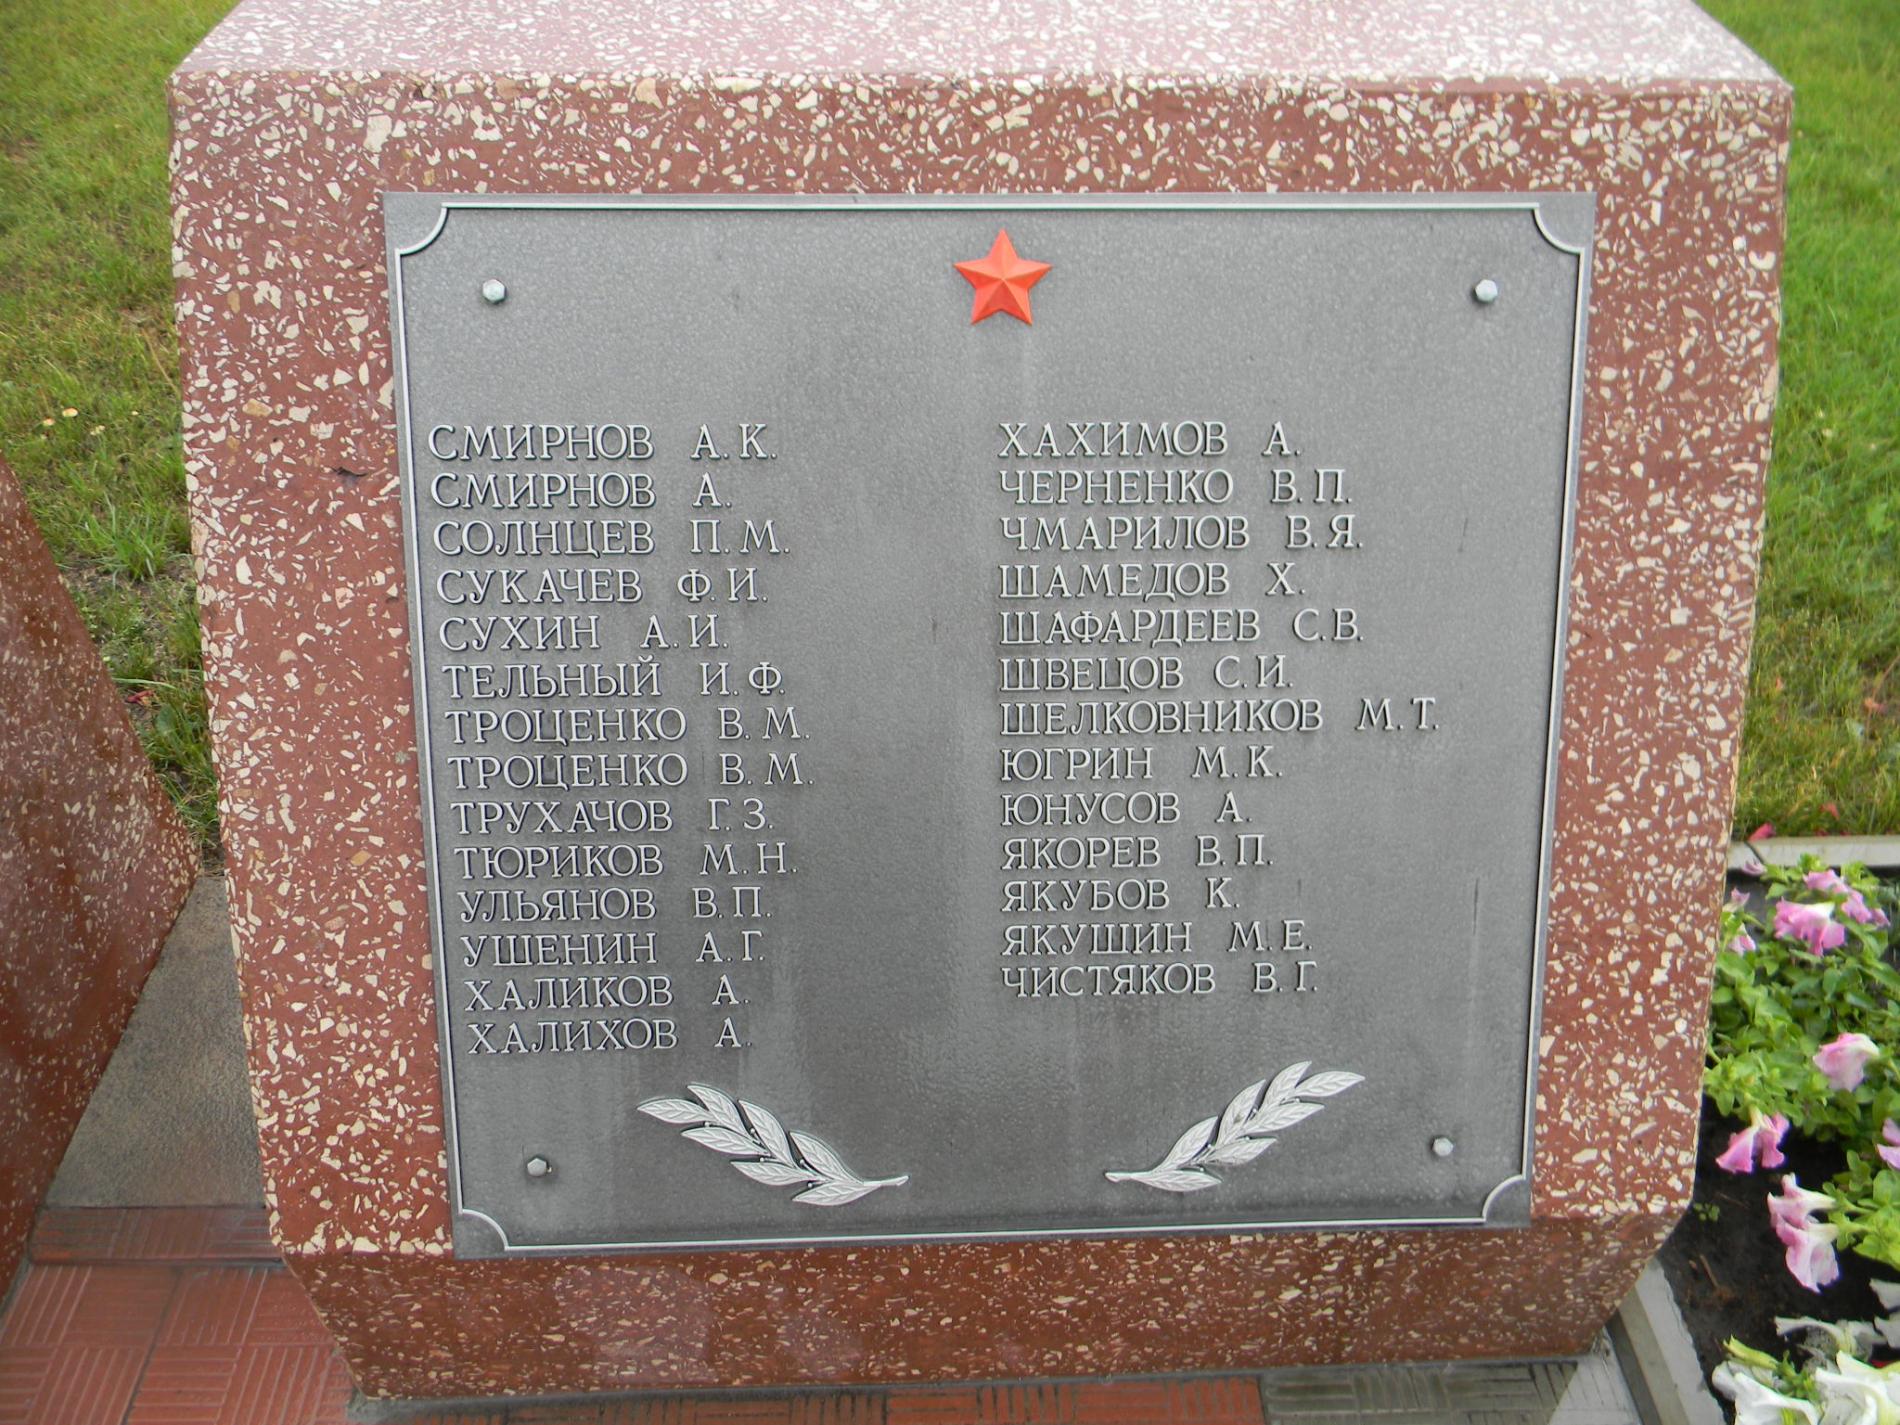 СМИРНОВ А.К.
СМИРНОВ А.
СОЛНЦЕВ П.М.
СУКАЧЕВ Ф.И.
СУХИН А.И.
ТЕЛЬНЫЙ И.Ф.
ТРОЦЕНКО В.М.
ТРОЦЕНКО В.М.
ТРУХАЧОВ Г.З.
ТЮРИКОВ М.Н.
УЛЬЯНОВ В.П.
УШЕНИН А.Г.
ХАЛИКОВ А.
ХАЛИХОВ А.
ХАХИМОВ А.
ЧЕРНЕНКО В.П.
ЧМАРИЛОВ В.Я.
ШАМЕДОВ Х.
ШАФАРДЕЕВ С.В.
ШВЕЦОВ С.И.
ШЕЛКОВНИКОВ М.Т.
ЮГРИН М.К.
ЮНУСОВ А.
ЯКОРЕВ В.П.
ЯКУБОВ К.
ЯКУШИН М.Е.
ЧИСТЯКОВ В.Г.